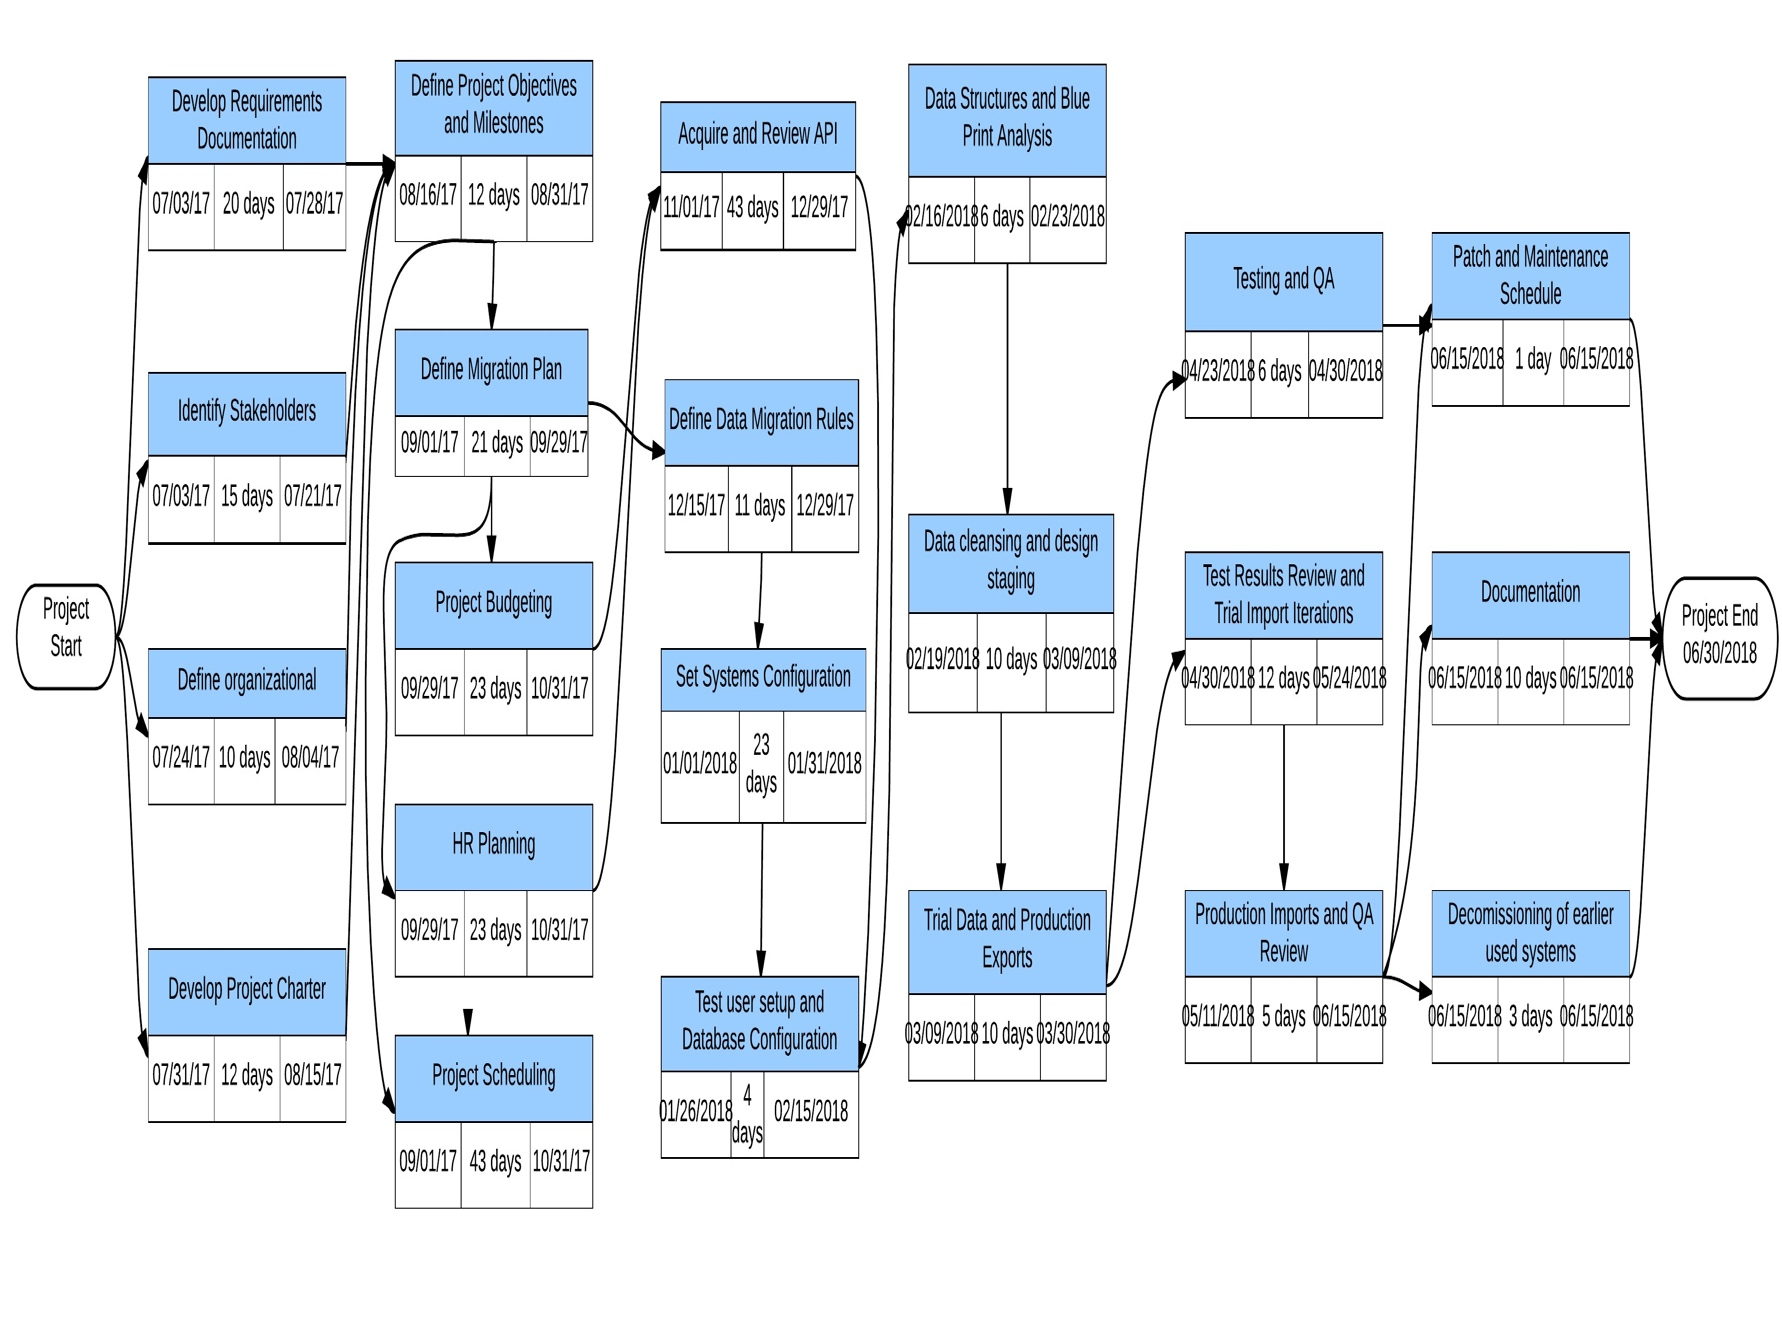 Project
Start
Develop Requirements
Documentation
07/03/17 20 days 07/28/17
Identify Stakeholders
07/03/17 15 days 07/21/17
Define organizational
07/24/17 10 days 08/04/17
Develop Project Charter
07/31/17 12 days 08/15/17
Define Project Objectives
and Milestones
08/16/17 12 days 08/31/17
Define Migration Plan
09/01/17 21 days 09/29/17
Project Budgeting
09/29/17 23 days 10/31/17
HR Planning
09/29/17 23 days 10/31/17
Project Scheduling
09/01/17 43 days 10/31/17
Acquire and Review API
11/01/17 43 days 12/29/17
Define Data Migration Rules
12/15/17 11 days 12/29/17
Set Systems Configuration
01/01/2018 23 days 01/31/2018
Test user setup and
Database Configuration
01/26/2018 4 days 02/15/2018
Data Structures and Blue
Print Analysis
02/16/2018 6 days 02/23/2018
Data cleansing and design
staging
02/19/2018 10 days 03/09/2018
Trial Data and Production
Exports
03/09/2018 10 days 03/30/2018
Testing and QA
04/23/2018 6 days 04/30/2018
Test Results Review and
Trial Import Iterations
04/30/2018 12 days 05/24/2018
Production Imports and QA
Review
05/11/2018 5 days 06/15/2018
Patch and Maintenance
Schedule
06/15/2018 1 day 06/15/2018
Documentation
06/15/2018 10 days 06/15/2018
Decomissioning of earlier
used systems
06/15/2018 3 days 06/15/2018
Project End
06/30/2018